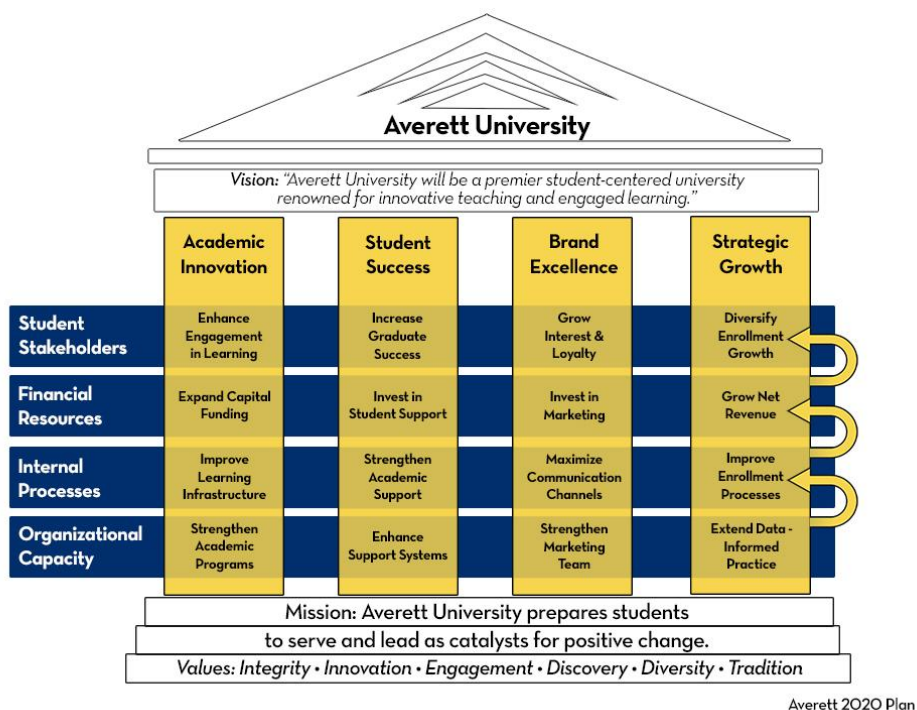 Averett University
Vision: “Averett University will be a premier student-centered university
renowned for innovative teaching and engaged learning.”
Academic
Innovation
Student
Success
Brand
Excellence
Strategic
Growth
Student
Stakeholders
Enhance
Engagement
in Learning
Increase
Graduate
Success
Grow
Interest &
Loyalty
Diversify
Enrollment
Growth
Financial
Resources
Expand Capital
Funding
Invest in
Student Support
Invest in
Marketing
Grow Net
Revenue
Internal
Processes
Improve
Learning
Infrastructure
Strengthen
Academic
Support
Maximize
Communication
Channels
Improve
Enrollment
Processes
Organizational
Capacity
Strengthen
Academic
Programs
Enhance
Support Systems
Strengthen
Marketing
Team
Extend Data -
Informed
Practice
Mission: Averett University prepares students
to serve and lead as catalysts for positive change.
Values: Integrity • Innovation • Engagement • Discovery • Diversity • Tradition
Averett 2020 Plan